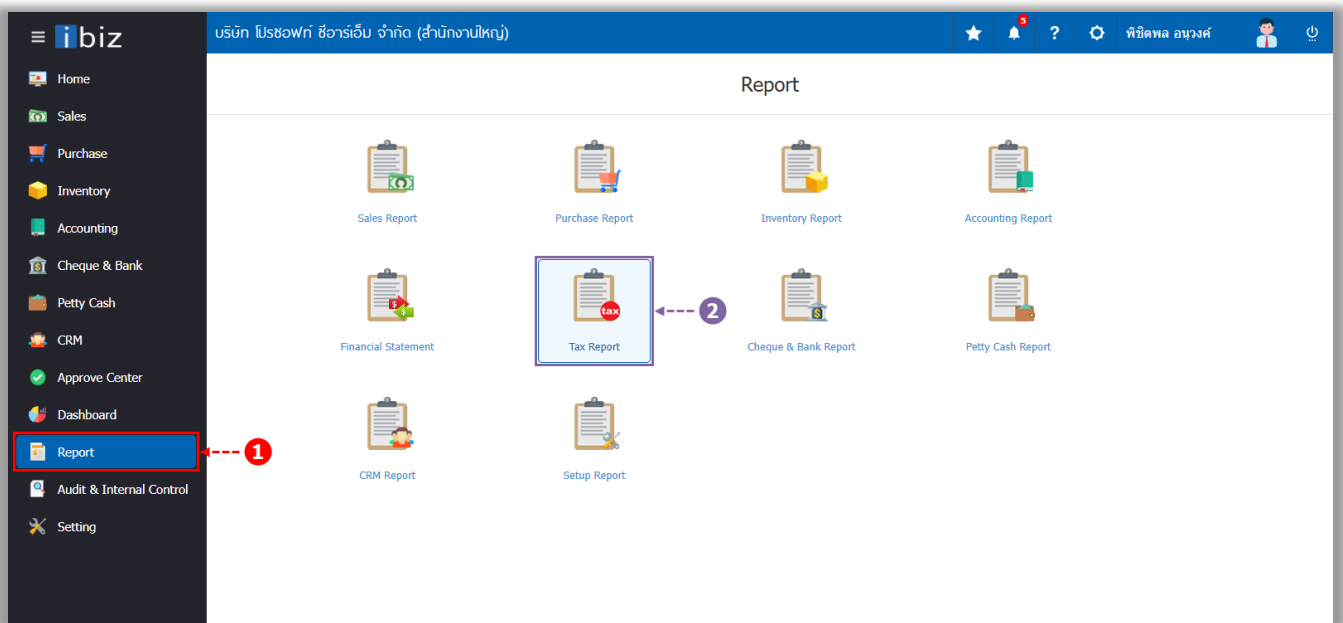 ibiz
บริษัท โปรซอฟท์ ซีอาร์เอ็ม จำกัด (สำนักงานใหญ่)
5
?
พิชิตพล อนุวงค์
Home
Sales
Purchase
Inventory
Accounting
Cheque & Bank
Petty Cash
CRM
Approve Center
Dashboard
Report
1
Audit & Internal Control
Setting
Report
Sales Report
Purchase Report
Inventory Report
Accounting Report
tax
2
Financial Statement
Tax Report
Cheque & Bank Report
Petty Cash Report
CRM Report
Setup Report